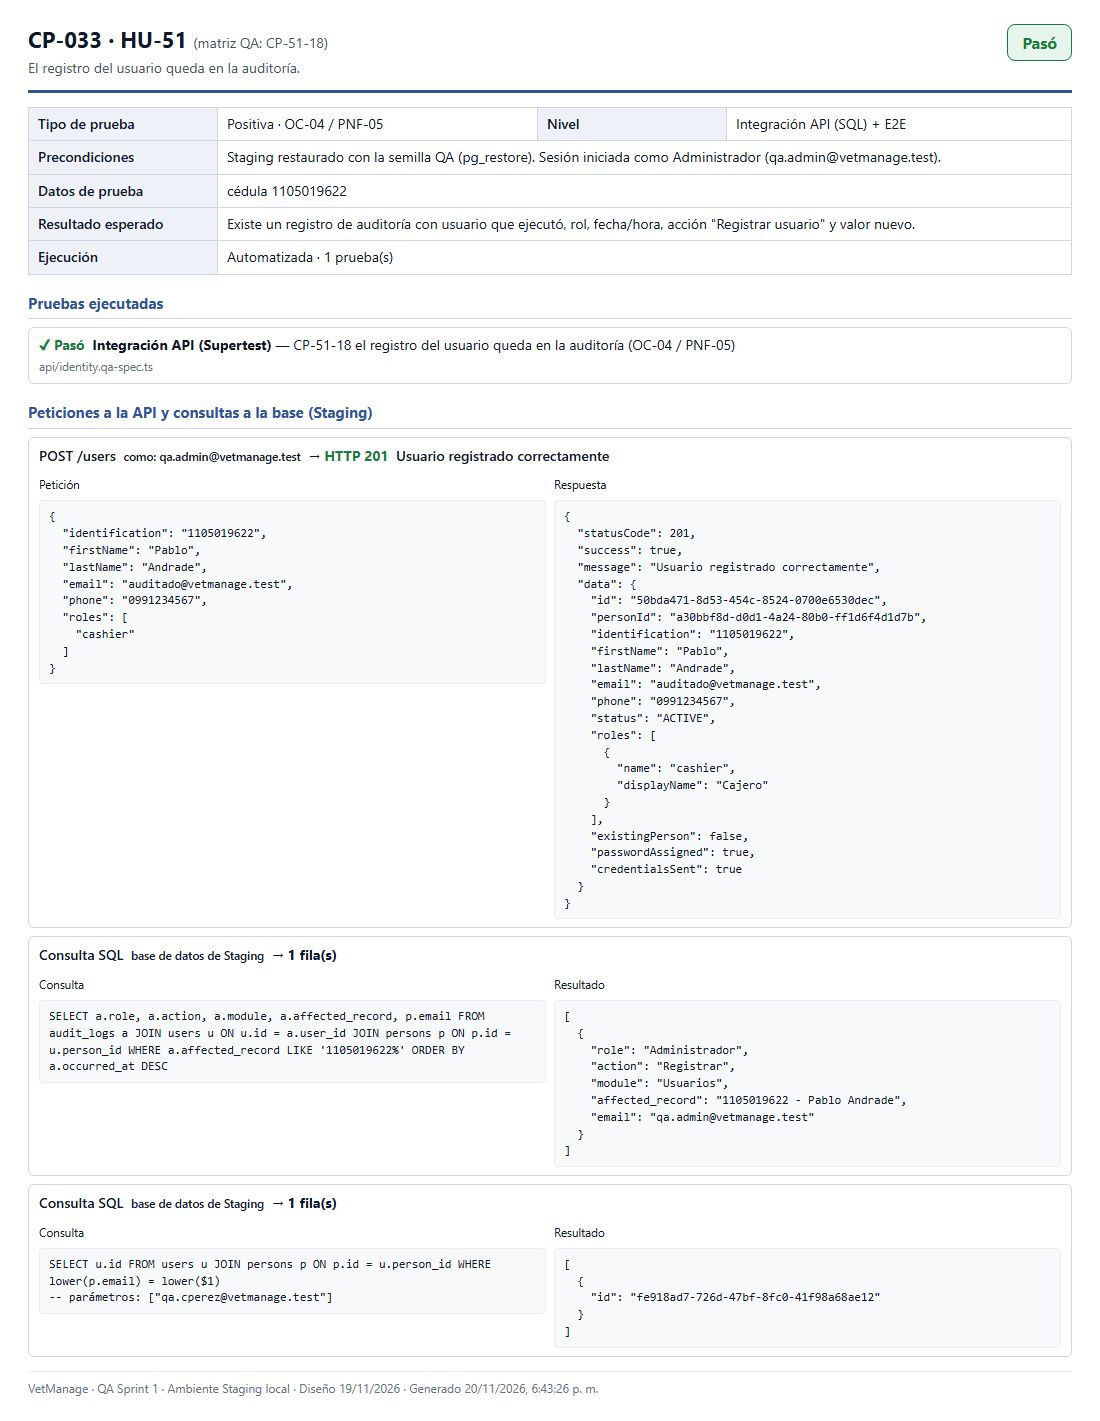 CP-033 · HU-51 (matriz QA: CP-51-18)
Pasó
El registro del usuario queda en la auditoría.
Tipo de prueba Positiva · OC-04 / PNF-05 Nivel Integración API (SQL) + E2E
Precondiciones Staging restaurado con la semilla QA (pg_restore). Sesión iniciada como Administrador (qa.admin@vetmanage.test).
Datos de prueba cédula 1105019622
Resultado esperado Existe un registro de auditoría con usuario que ejecutó, rol, fecha/hora, acción "Registrar usuario" y valor nuevo.
Ejecución Automatizada · 1 prueba(s)
Pruebas ejecutadas
✓ Pasó Integración API (Supertest) — CP-51-18 el registro del usuario queda en la auditoría (OC-04 / PNF-05)
api/identity.qa-spec.ts
Peticiones a la API y consultas a la base (Staging)
POST /users como: qa.admin@vetmanage.test → HTTP 201 Usuario registrado correctamente
Petición
{
"identification": "1105019622",
"firstName": "Pablo",
"lastName": "Andrade",
"email": "auditado@vetmanage.test",
"phone": "0991234567",
"roles": [
"cashier"
]
}
Respuesta
{
"statusCode": 201,
"success": true,
"message": "Usuario registrado correctamente",
"data": {
"id": "50bda471-8d53-454c-8524-0700e6530dec",
"personId": "a30bbf8d-d0d1-4a24-80b0-ff1d6f4d1d7b",
"identification": "1105019622",
"firstName": "Pablo",
"lastName": "Andrade",
"email": "auditado@vetmanage.test",
"phone": "0991234567",
"status": "ACTIVE",
"roles": [
{
"name": "cashier",
"displayName": "Cajero"
}
],
"existingPerson": false,
"passwordAssigned": true,
"credentialsSent": true
}
}
Consulta SQL base de datos de Staging → 1 fila(s)
Consulta
SELECT a.role, a.action, a.module, a.affected_record, p.email FROM
audit_logs a JOIN users u ON u.id = a.user_id JOIN persons p ON p.id =
u.person_id WHERE a.affected_record LIKE '1105019622%' ORDER BY
a.occurred_at DESC
Resultado
[
{
"role": "Administrador",
"action": "Registrar",
"module": "Usuarios",
"affected_record": "1105019622 - Pablo Andrade",
"email": "qa.admin@vetmanage.test"
}
]
Consulta SQL base de datos de Staging → 1 fila(s)
Consulta
SELECT u.id FROM users u JOIN persons p ON p.id = u.person_id WHERE
lower(p.email) = lower($1)
-- parámetros: ["qa.cperez@vetmanage.test"]
Resultado
[
{
"id": "fe918ad7-726d-47bf-8fc0-41f98a68ae12"
}
]
VetManage · QA Sprint 1 · Ambiente Staging local · Diseño 19/11/2026 · Generado 20/11/2026, 6:43:26 p. m.